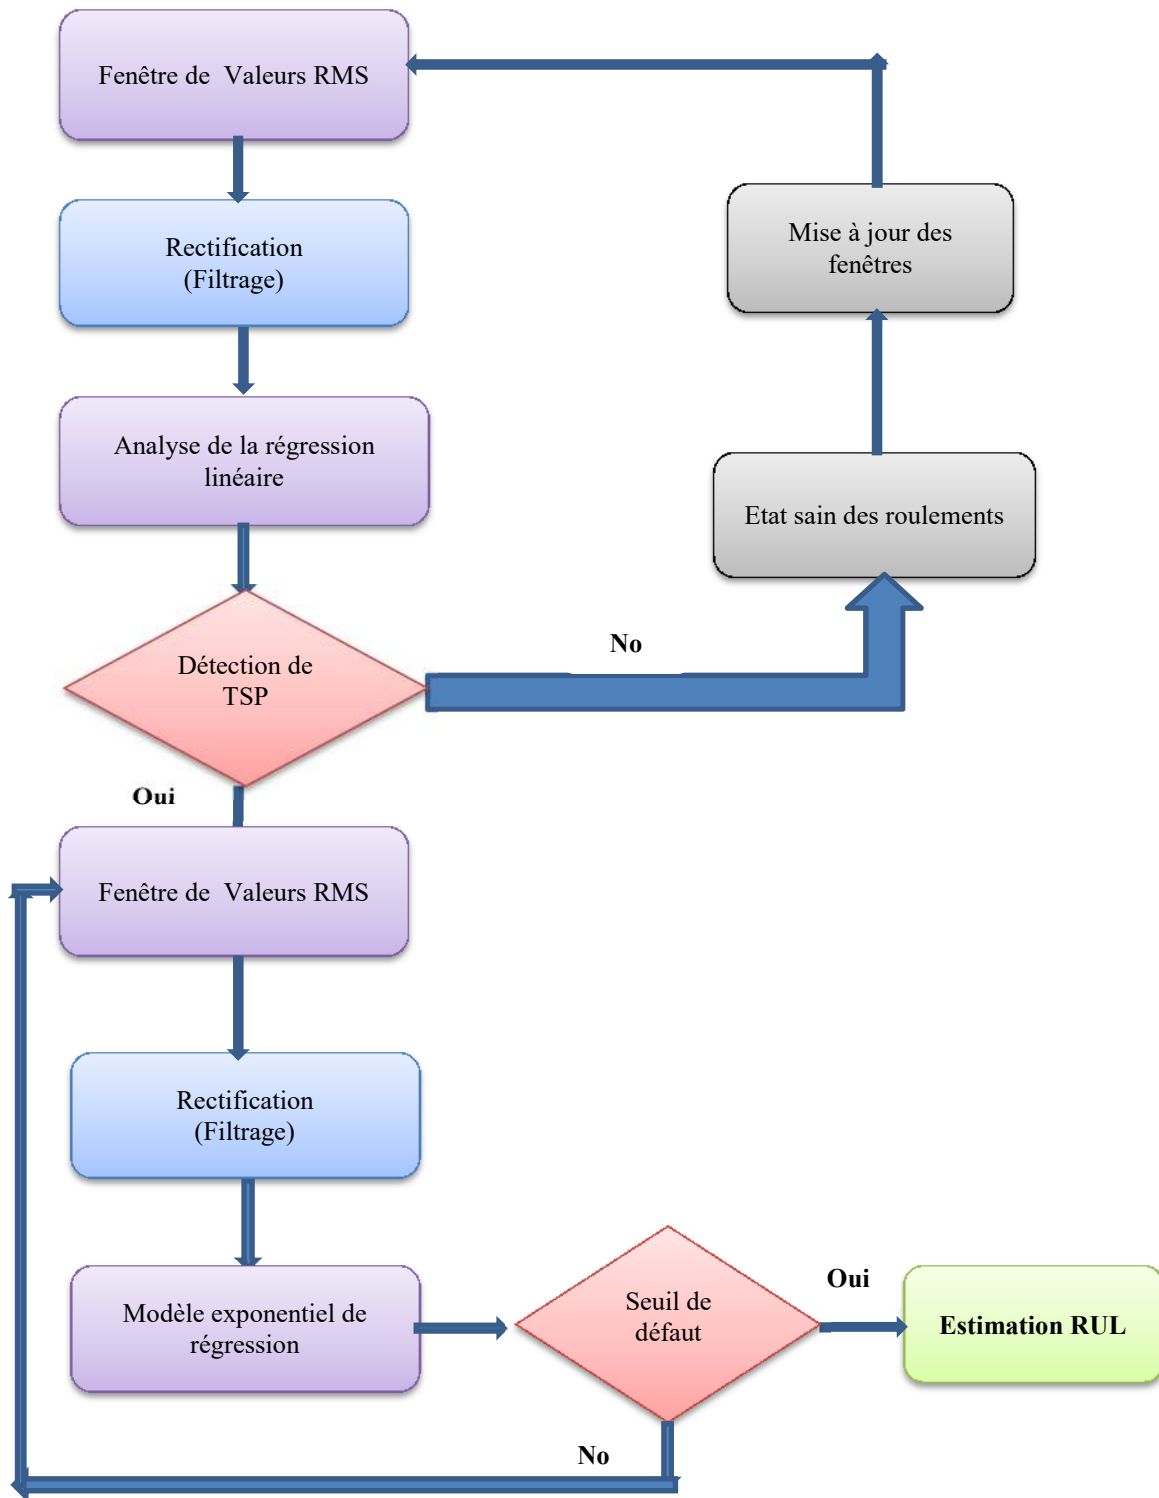 Fenêtre de Valeurs RMS
Rectification
(Filtrage)
Analyse de la régression
linéaire
Détection de
TSP
No
Etat sain des roulements
Mise à jour des
fenêtres
Oui
Fenêtre de Valeurs RMS
Rectification
(Filtrage)
Modèle exponentiel de
régression
Seuil de
défaut
Oui
Estimation RUL
No